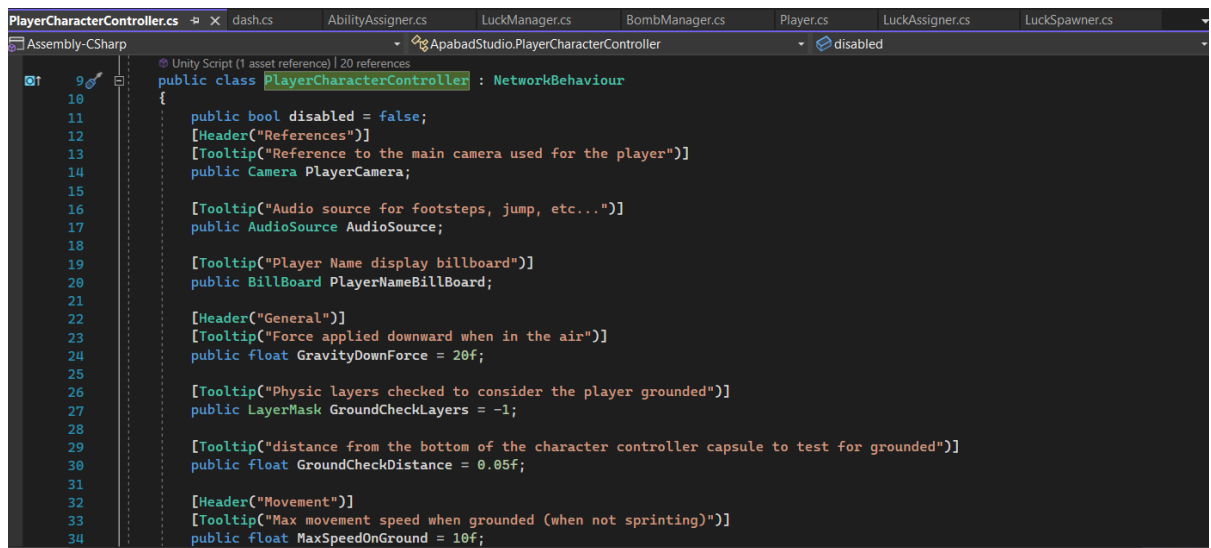 PlayerCharacterController.cs dash.cs AbilityAssigner.cs LuckManager.cs BombManager.cs Player.cs LuckAssigner.cs LuckSpawner.cs
Assembly-CSharp ApabadStudio.PlayerCharacterController disabled
Unity Script (1 asset reference) | 20 references
9 public class PlayerCharacterController : NetworkBehaviour
10 {
11 public bool disabled = false;
12 [Header("References")]
13 [Tooltip("Reference to the main camera used for the player")]
14 public Camera PlayerCamera;
15
16 [Tooltip("Audio source for footsteps, jump, etc...")]
17 public AudioSource AudioSource;
18
19 [Tooltip("Player Name display billboard")]
20 public BillBoard PlayerNameBillBoard;
21
22 [Header("General")]
23 [Tooltip("Force applied downward when in the air")]
24 public float GravityDownForce = 20f;
25
26 [Tooltip("Physic layers checked to consider the player grounded")]
27 public LayerMask GroundCheckLayers = -1;
28
29 [Tooltip("distance from the bottom of the character controller capsule to test for grounded")]
30 public float GroundCheckDistance = 0.05f;
31
32 [Header("Movement")]
33 [Tooltip("Max movement speed when grounded (when not sprinting)")]
34 public float MaxSpeedOnGround = 10f;